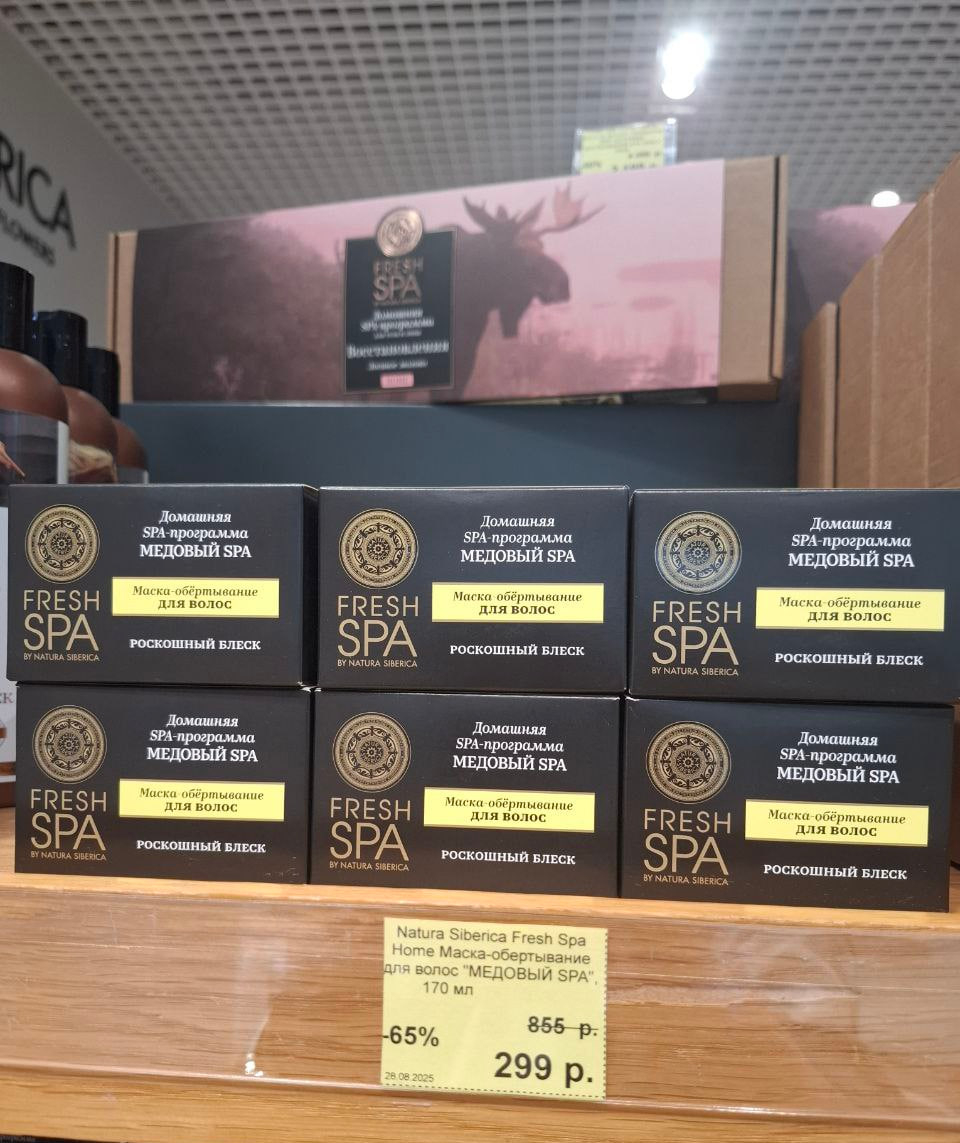 RICA
FLOWERS
-65%
FRESH
SPA
BY NATURA SIBERICA
Домашняя
SPA-программа
Восстановления
Домашняя
SPA-программа
МЕДОВЫЙ SPA
Маска-обёртывание
ДЛЯ ВОЛОС
FRESH
SPA
BY NATURA SIBERICA
РОСКОШНЫЙ БЛЕСК
Домашняя
SPA-программа
МЕДОВЫЙ SPA
Маска-обёртывание
ДЛЯ ВОЛОС
FRESH
SPA
BY NATURA SIBERICA
РОСКОШНЫЙ БЛЕСК
Домашняя
SPA-программа
МЕДОВЫЙ SPA
Маска-обёртывание
ДЛЯ ВОЛОС
FRESH
SPA
BY NATURA SIBERICA
РОСКОШНЫЙ БЛЕСК
Домашняя
SPA-программа
МЕДОВЫЙ SPA
Маска-обёртывание
ДЛЯ ВОЛОС
FRESH
SPA
BY NATURA SIBERICA
РОСКОШНЫЙ БЛЕСК
Домашняя
SPA-программа
МЕДОВЫЙ SPA
Маска-обёртывание
ДЛЯ ВОЛОС
FRESH
SPA
BY NATURA SIBERICA
РОСКОШНЫЙ БЛЕСК
Домашняя
SPA-программа
МЕДОВЫЙ SPA
Маска-обёртывание
ДЛЯ ВОЛОС
FRESH
SPA
BY NATURA SIBERICA
РОСКОШНЫЙ БЛЕСК
Natura Siberica Fresh Spa
Home Маска-обертывание
для волос "МЕДОВЫЙ SPA",
170 мл
855 р.
-65%
299 р.
28.08.2025